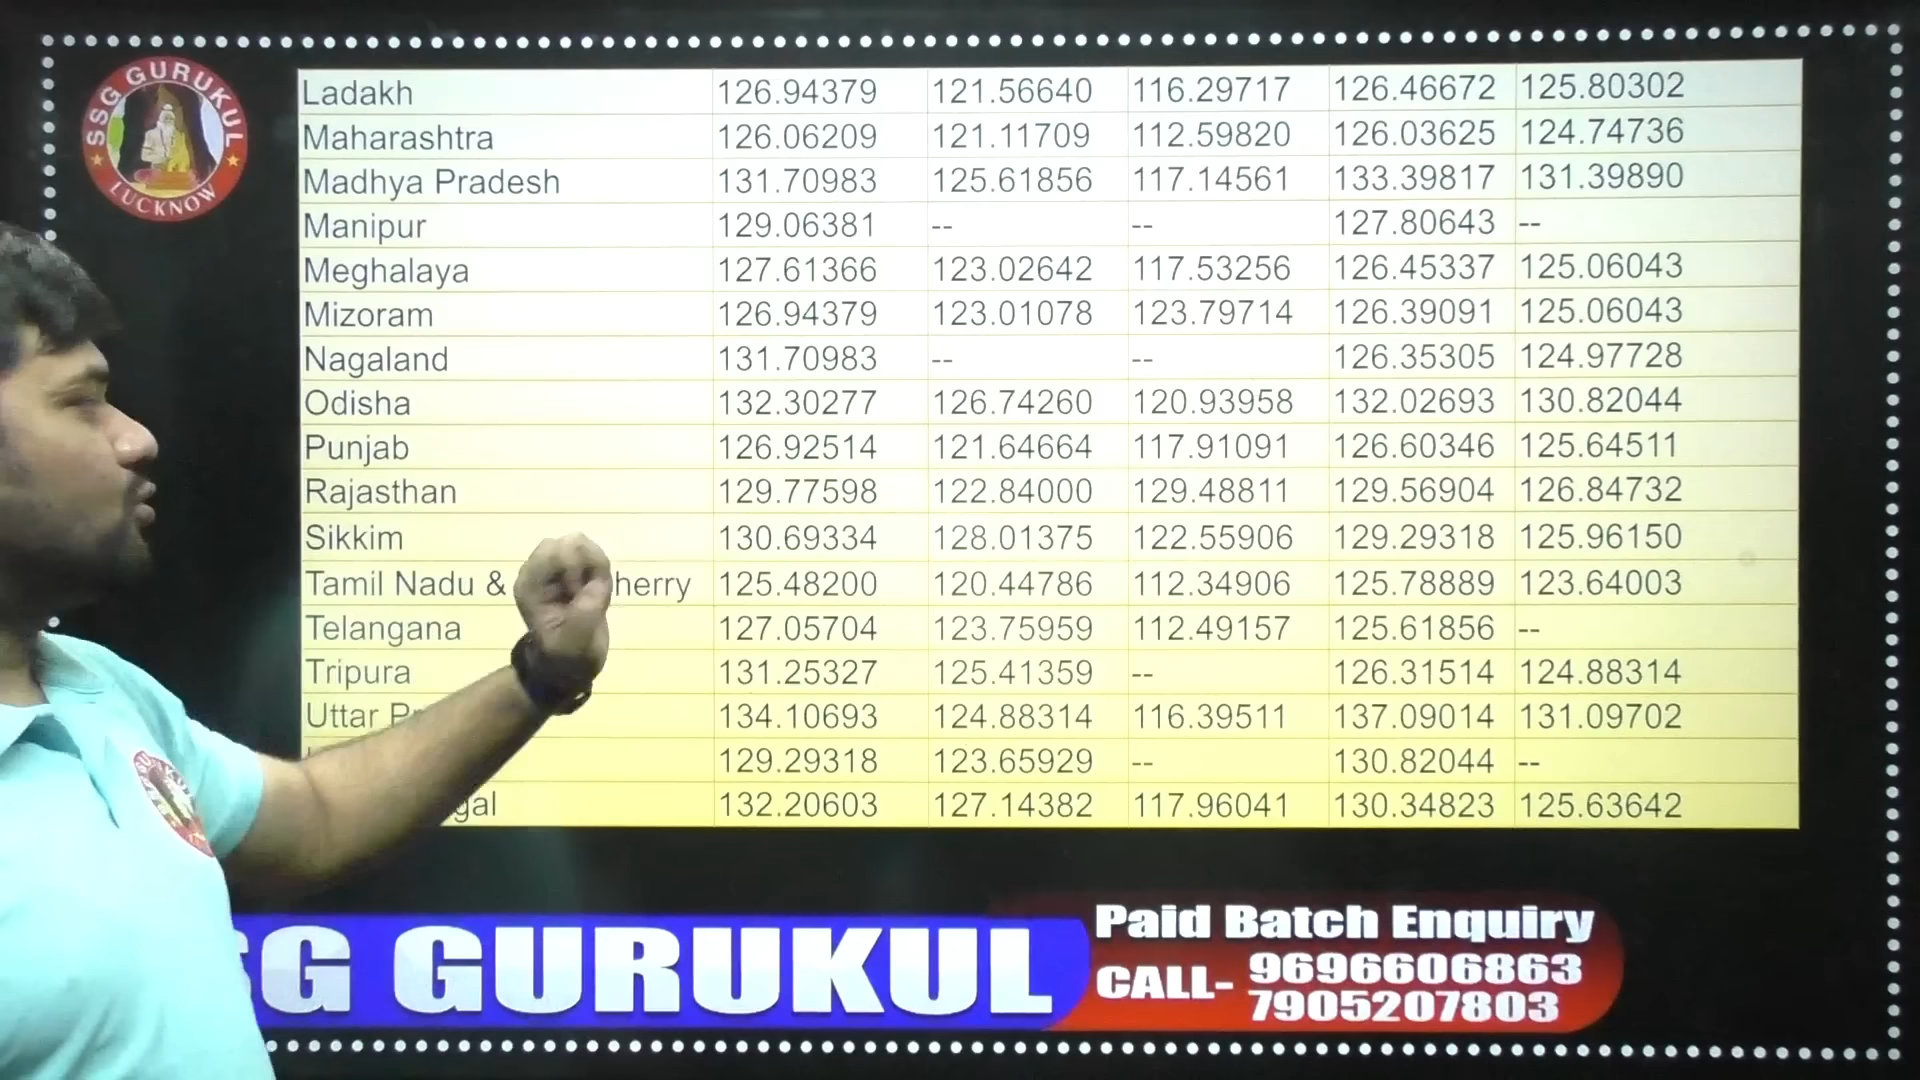 SSG GURUKUL
LUCKNOW
Ladakh 126.94379 121.56640 116.29717 126.46672 125.80302
Maharashtra 126.06209 121.11709 112.59820 126.03625 124.74736
Madhya Pradesh 131.70983 125.61856 117.14561 133.39817 131.39890
Manipur 129.06381 -- -- 127.80643 --
Meghalaya 127.61366 123.02642 117.53256 126.45337 125.06043
Mizoram 126.94379 123.01078 123.79714 126.39091 125.06043
Nagaland 131.70983 -- -- 126.35305 124.97728
Odisha 132.30277 126.74260 120.93958 132.02693 130.82044
Punjab 126.92514 121.64664 117.91091 126.60346 125.64511
Rajasthan 129.77598 122.84000 129.48811 129.56904 126.84732
Sikkim 130.69334 128.01375 122.55906 129.29318 125.96150
Tamil Nadu & herry 125.48200 120.44786 112.34906 125.78889 123.64003
Telangana 127.05704 123.75959 112.49157 125.61856 --
Tripura 131.25327 125.41359 -- 126.31514 124.88314
Uttar 134.10693 124.88314 116.39511 137.09014 131.09702
129.29318 123.65929 -- 130.82044 --
gal 132.20603 127.14382 117.96041 130.34823 125.63642
SG GURUKUL
Paid Batch Enquiry
CALL- 9696606863
7905207803